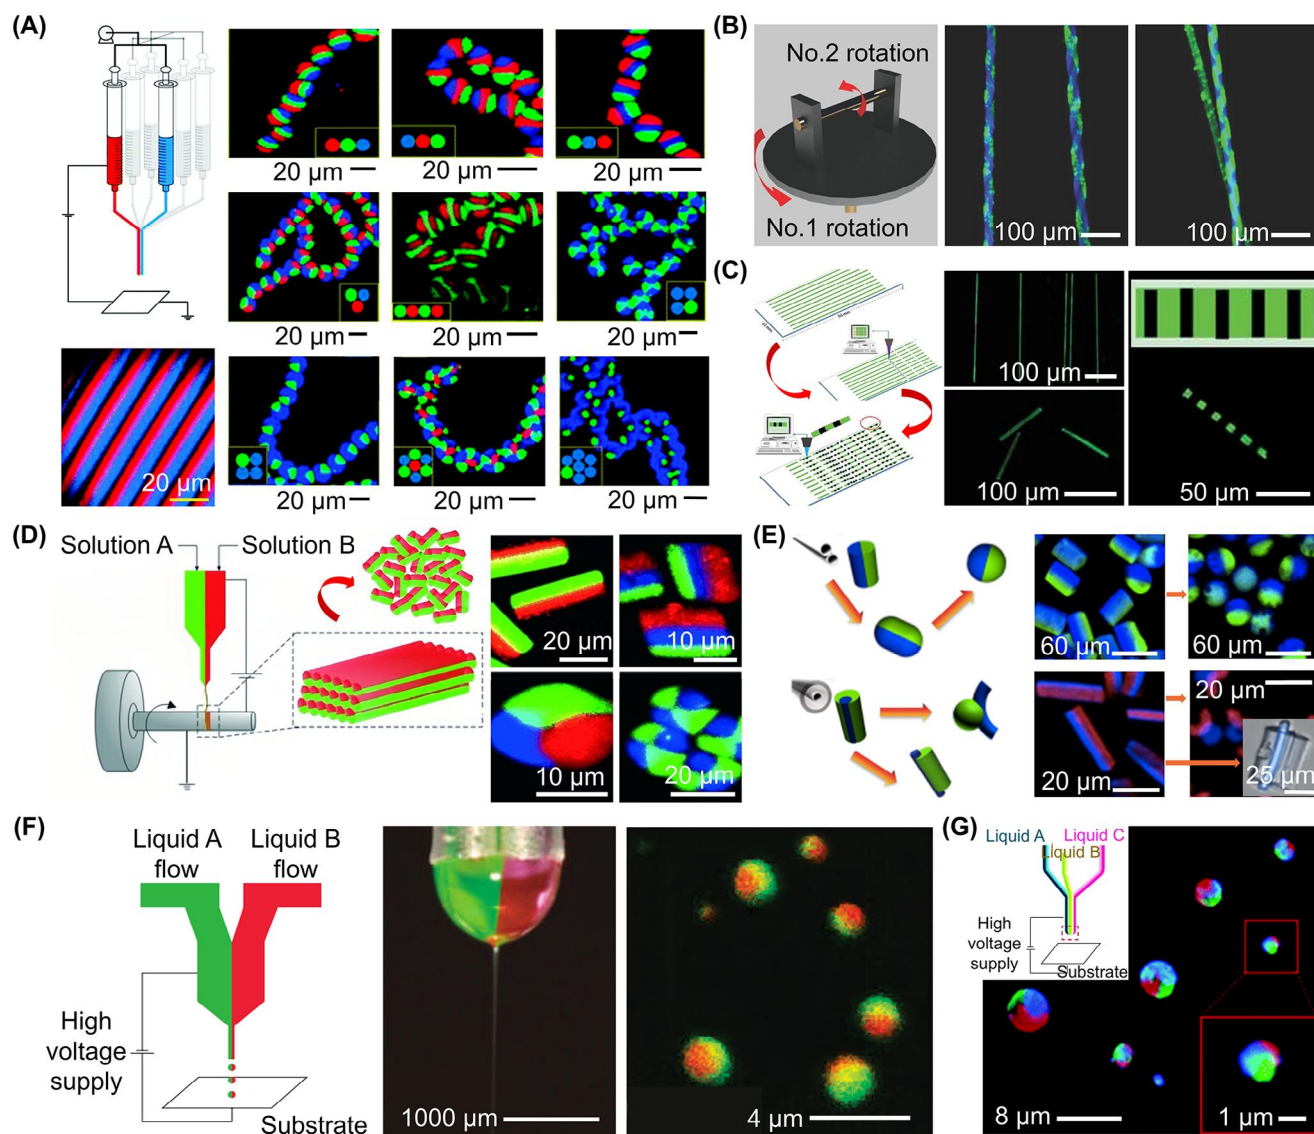 (A)
20 µm
20 µm
20 µm
20 µm
20 µm
20 µm
20 µm
20 µm
20 µm
20 µm
(B)
No.2 rotation
No.1 rotation
100 µm
100 µm
(C)
100 µm
100 µm
50 µm
(D)
Solution A
Solution B
20 µm
10 µm
10 µm
20 µm
(E)
60 µm
60 µm
20 µm
20 µm
25 µm
(F)
Liquid A
flow
Liquid B
flow
High
voltage
supply
Substrate
1000 µm
4 µm
(G)
Liquid A
Liquid C
Liquid B
High
voltage
supply
Substrate
8 µm
1 µm